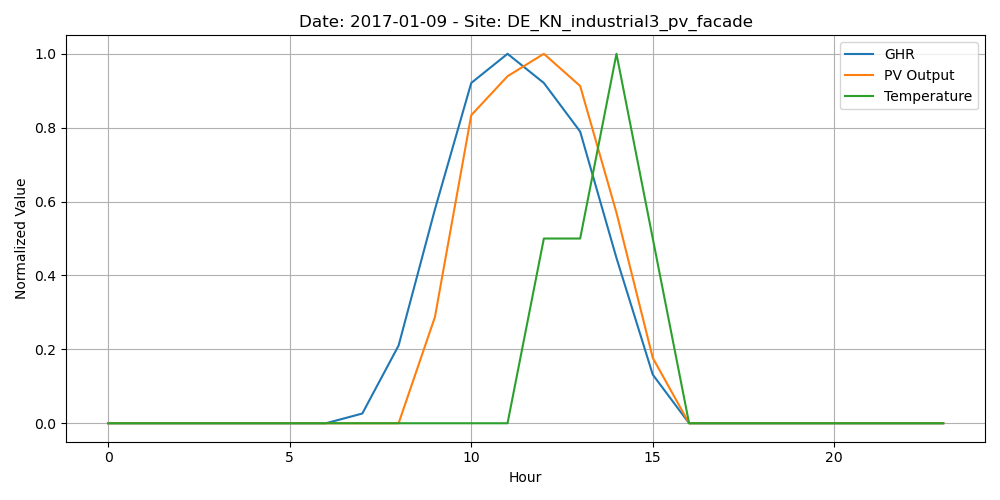 Date: 2017-01-09 - Site: DE_KN_industrial3_pv_facade
GHR
PV Output
Temperature
Normalized Value
1.0
0.8
0.6
0.4
0.2
0.0
0 5 10 15 20
Hour